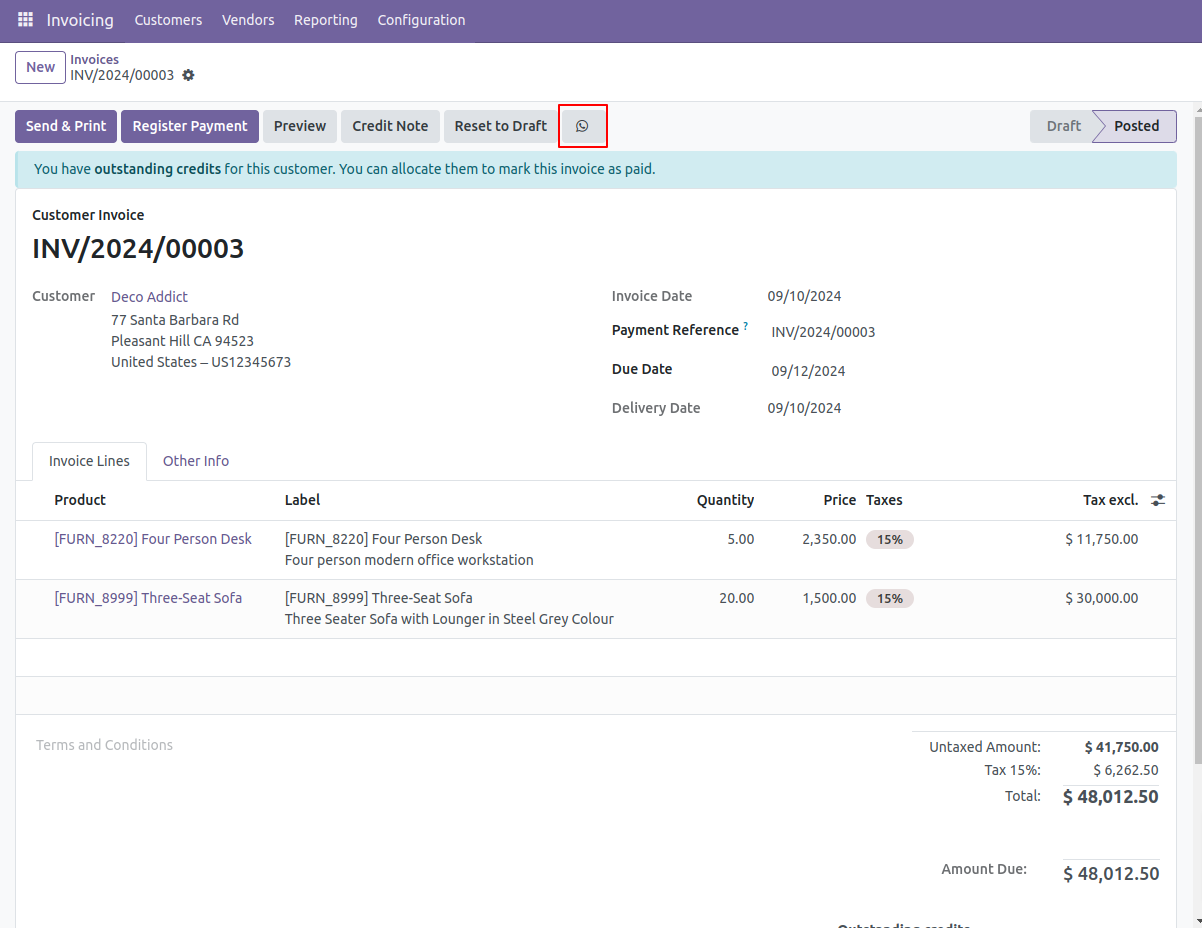 Invoicing Customers Vendors Reporting Configuration
New
Invoices
INV/2024/00003
Send & Print Register Payment Preview Credit Note Reset to Draft Draft Posted
You have outstanding credits for this customer. You can allocate them to mark this invoice as paid.
Customer Invoice
INV/2024/00003
Customer Deco Addict
77 Santa Barbara Rd
Pleasant Hill CA 94523
United States – US12345673
Invoice Date 09/10/2024
Payment Reference ? INV/2024/00003
Due Date 09/12/2024
Delivery Date 09/10/2024
Invoice Lines Other Info
Product Label Quantity Price Taxes Tax excl.
[FURN_8220] Four Person Desk [FURN_8220] Four Person Desk 5.00 2,350.00 15% $ 11,750.00
Four person modern office workstation
[FURN_8999] Three-Seat Sofa [FURN_8999] Three-Seat Sofa 20.00 1,500.00 15% $ 30,000.00
Three Seater Sofa with Lounger in Steel Grey Colour
Terms and Conditions
Untaxed Amount: $ 41,750.00
Tax 15%: $ 6,262.50
Total: $ 48,012.50
Amount Due: $ 48,012.50
Outstanding credits